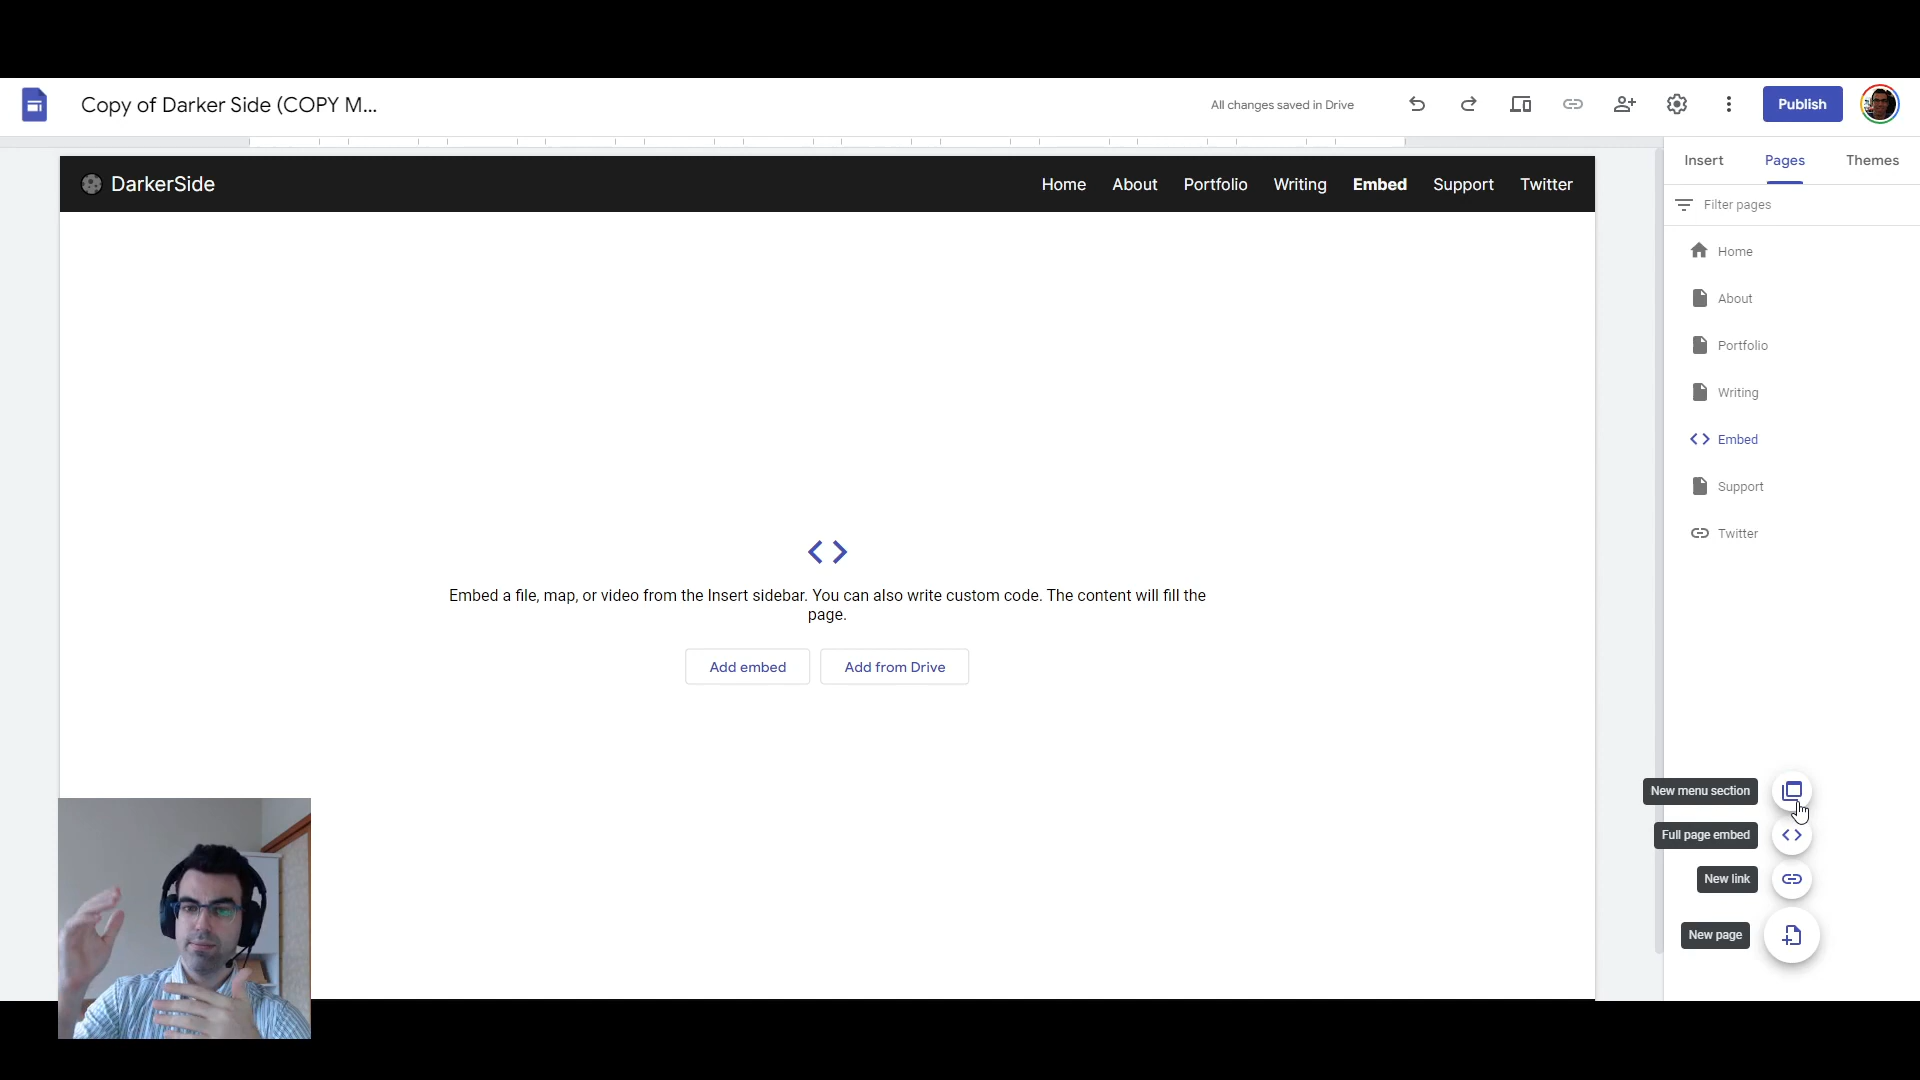 Copy of Darker Side (COPY M...
All changes saved in Drive
Publish
Insert
Pages
Themes
DarkerSide
Home
About
Portfolio
Writing
Embed
Support
Twitter
Filter pages
Home
About
Portfolio
Writing
Embed
Support
Twitter
Embed a file, map, or video from the Insert sidebar. You can also write custom code. The content will fill the
page.
Add embed
Add from Drive
New menu section
Full page embed
New link
New page